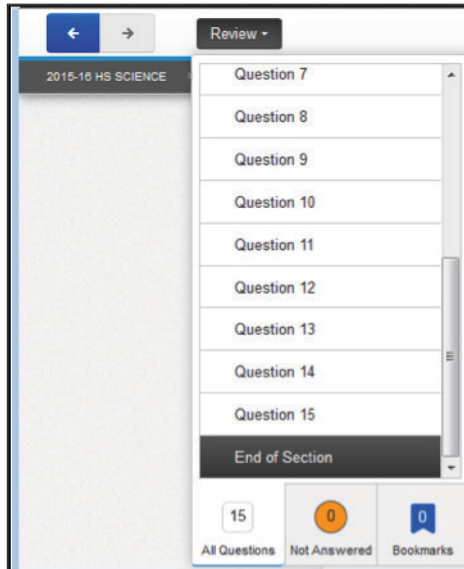 Review
2015-16 HS SCIENCE
Question 7
Question 8
Question 9
Question 10
Question 11
Question 12
Question 13
Question 14
Question 15
End of Section
15
0
0
All Questions
Not Answered
Bookmarks